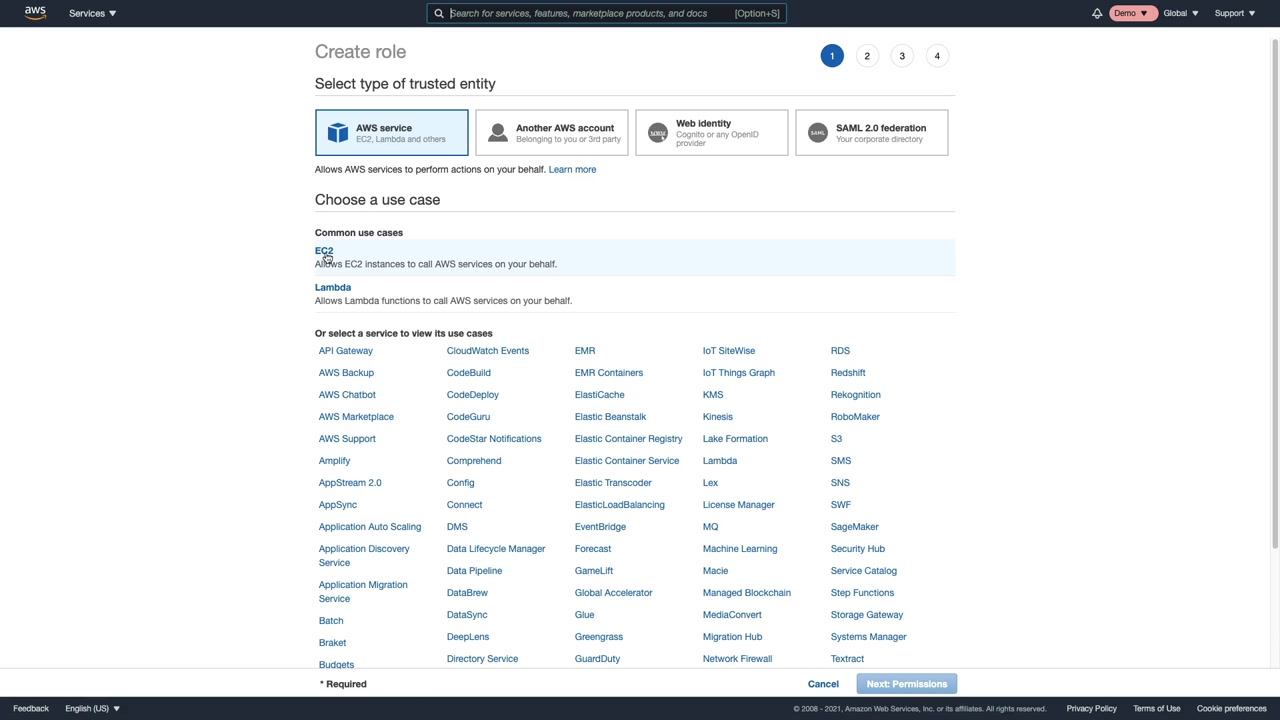 aws Services Search for services, features, marketplace products, and docs [Option+S] Demo Global Support
Create role 1 2 3 4
Select type of trusted entity
AWS service
EC2, Lambda and others
Another AWS account
Belonging to you or 3rd party
Web identity
Cognito or any OpenID
provider
SAML 2.0 federation
Your corporate directory
Allows AWS services to perform actions on your behalf. Learn more
Choose a use case
Common use cases
EC2
Allows EC2 instances to call AWS services on your behalf.
Lambda
Allows Lambda functions to call AWS services on your behalf.
Or select a service to view its use cases
API Gateway CloudWatch Events EMR IoT SiteWise RDS
AWS Backup CodeBuild EMR Containers IoT Things Graph Redshift
AWS Chatbot CodeDeploy ElastiCache KMS Rekognition
AWS Marketplace CodeGuru Elastic Beanstalk Kinesis RoboMaker
AWS Support CodeStar Notifications Elastic Container Registry Lake Formation S3
Amplify Comprehend Elastic Container Service Lambda SMS
AppStream 2.0 Config Elastic Transcoder Lex SNS
AppSync Connect ElasticLoadBalancing License Manager SWF
Application Auto Scaling DMS EventBridge MQ SageMaker
Application Discovery Data Lifecycle Manager Forecast Machine Learning Security Hub
Service
Data Pipeline GameLift Macie Service Catalog
Application Migration DataBrew Global Accelerator Managed Blockchain Step Functions
Service
DataSync Glue MediaConvert Storage Gateway
Batch
DeepLens Greengrass Migration Hub Systems Manager
Braket
Directory Service GuardDuty Network Firewall Textract
Budgets
* Required Cancel Next: Permissions
Feedback English (US) © 2008 - 2021, Amazon Web Services, Inc. or its affiliates. All rights reserved. Privacy Policy Terms of Use Cookie preferences